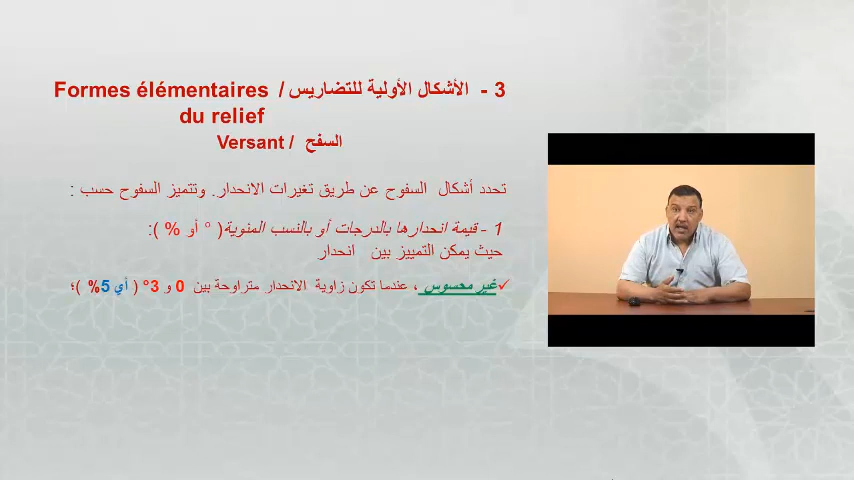 3 - الأشكال الأولية للتضاريس / Formes élémentaires
du relief
السفح / Versant
تحدد أشكال السفوح عن طريق تغيرات الانحدار. وتتميز السفوح حسب :
1 - قيمة انحدارها بالدرجات أو بالنسب المئوية( ° أو % ):
حيث يمكن التمييز بين انحدار
✓غير محسوس ، عندما تكون زاوية الانحدار متراوحة بين 0 و 3° ( أي 5% )؛